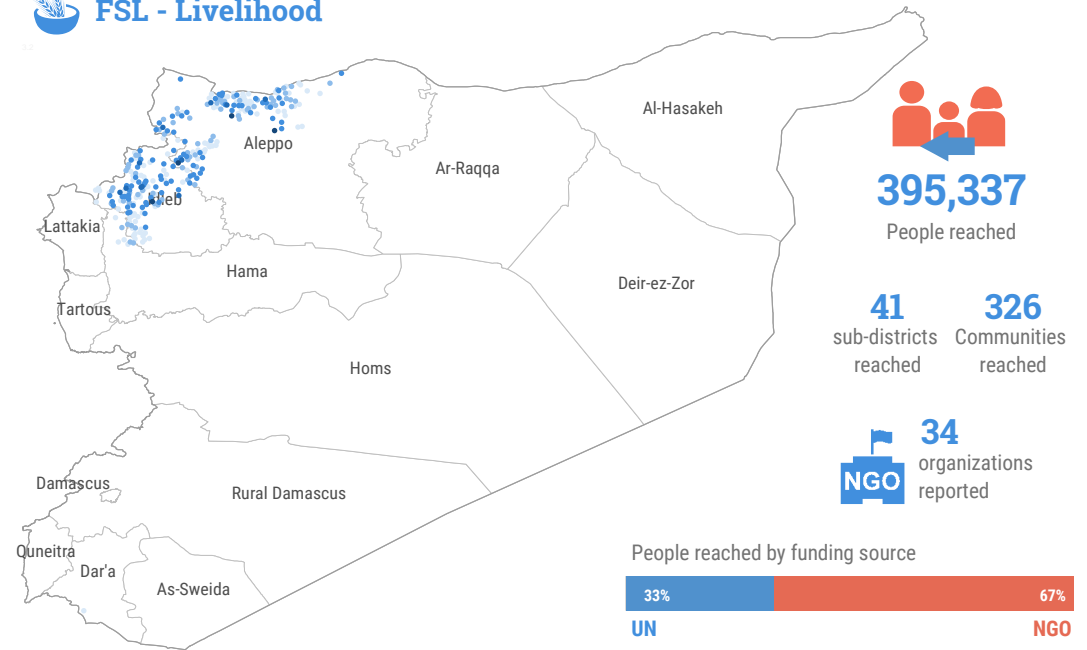 FSL - Livelihood
Al-Hasakeh
Aleppo
Ar-Raqqa
Lattakia
Hama
Deir-ez-Zor
Tartous
Homs
Damascus
Rural Damascus
Quneitra
Dar'a
As-Sweida
395,337
People reached
41
sub-districts
reached
326
Communities
reached
NGO
34
organizations
reported
People reached by funding source
33%
67%
UN
NGO